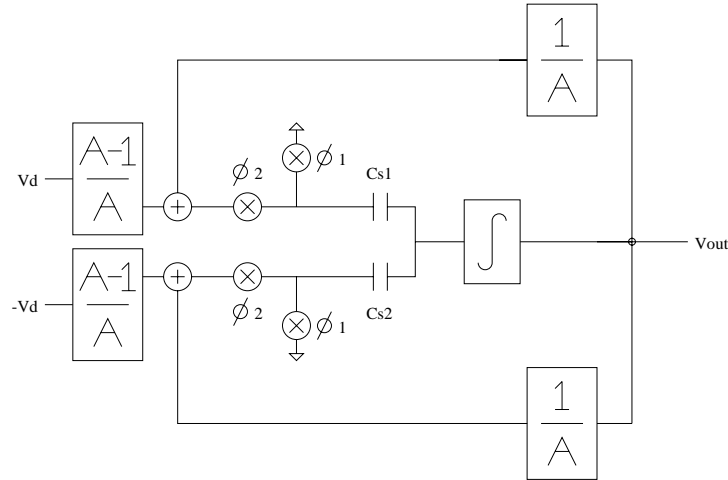 1
A
A-1
A
Vd
ϕ 2
ϕ 1
Cs1
+
∫
Vout
A-1
A
-Vd
+
ϕ 2
ϕ 1
Cs2
1
A